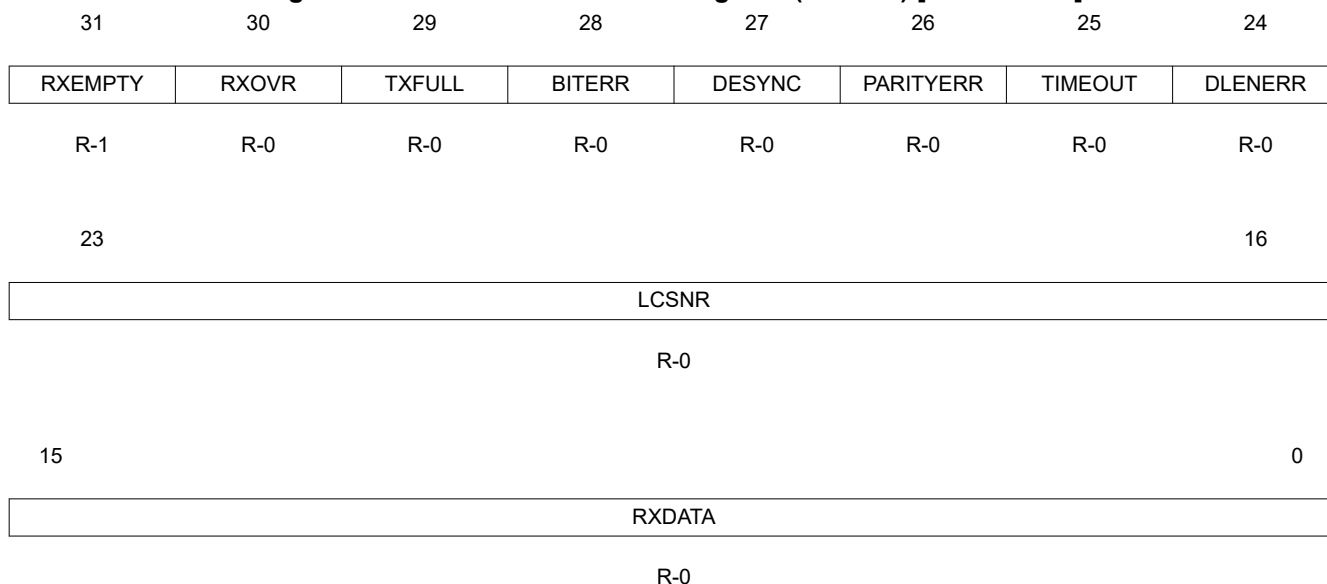 31 30 29 28 27 26 25 24
RXEMPTY RXOVR TXFULL BITERR DESYNC PARITYERR TIMEOUT DLENERR
R-1 R-0 R-0 R-0 R-0 R-0 R-0 R-0
23 16
LCSNR
R-0
15 0
RXDATA
R-0